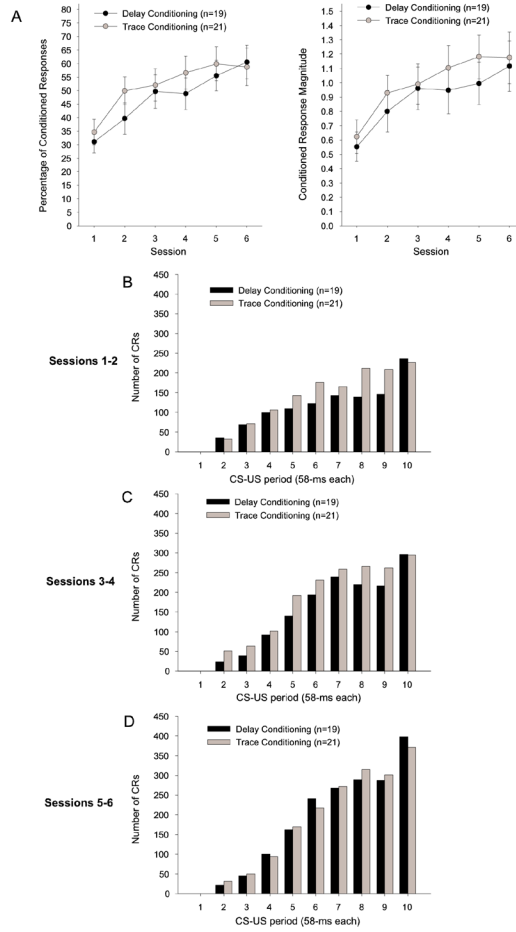 A
Delay Conditioning (n=19)
Trace Conditioning (n=21)
Percentage of Conditioned Responses
80
75
70
65
60
55
50
45
40
35
30
25
20
15
10
5
0
1 2 3 4 5 6
Session
Delay Conditioning (n=19)
Trace Conditioning (n=21)
Conditioned Response Magnitude
1.5
1.4
1.3
1.2
1.1
1.0
0.9
0.8
0.7
0.6
0.5
0.4
0.3
0.2
0.1
0.0
1 2 3 4 5 6
Session
B
Sessions 1-2
Delay Conditioning (n=19)
Trace Conditioning (n=21)
Number of CRs
450
400
350
300
250
200
150
100
50
0
1 2 3 4 5 6 7 8 9 10
CS-US period (58-ms each)
C
Sessions 3-4
Delay Conditioning (n=19)
Trace Conditioning (n=21)
Number of CRs
450
400
350
300
250
200
150
100
50
0
1 2 3 4 5 6 7 8 9 10
CS-US period (58-ms each)
D
Sessions 5-6
Delay Conditioning (n=19)
Trace Conditioning (n=21)
Number of CRs
450
400
350
300
250
200
150
100
50
0
1 2 3 4 5 6 7 8 9 10
CS-US period (58-ms each)